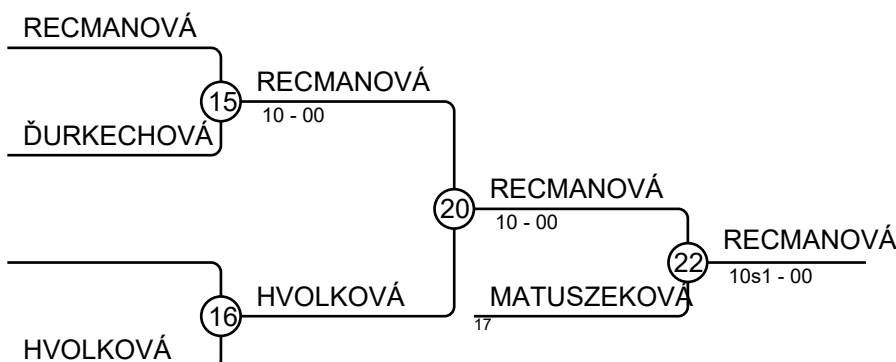 RECMANOVÁ
15
RECMANOVÁ
10 - 00
ĎURKECHOVÁ
20
RECMANOVÁ
10 - 00
22
RECMANOVÁ
10s1 - 00
16
HVOLKOVÁ
MATUSZEKOVÁ
17
HVOLKOVÁ